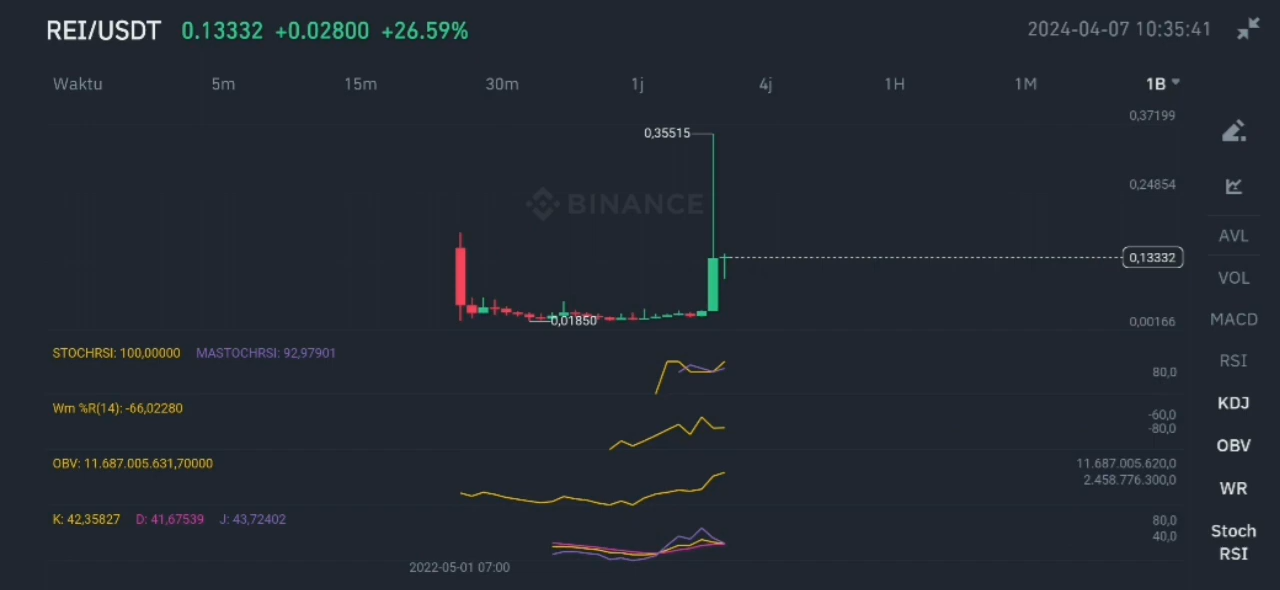 REI/USDT 0.13332 +0.02800 +26.59% 2024-04-07 10:35:41
Waktu 5m 15m 30m 1j 4j 1H 1M 1B
0,37199
0,35515
0,24854
BINANCE
0,13332
0,01850
0,00166
STOCHRSI: 100,00000 MASTOCHRSI: 92,97901
80,0
Wm %R(14): -66,02280
-60,0
-80,0
OBV: 11.687.005.631,70000
11.687.005.620,0
2.458.776.300,0
K: 42,35827 D: 41,67539 J: 43,72402
80,0
40,0
2022-05-01 07:00
AVL
VOL
MACD
RSI
KDJ
OBV
WR
Stoch
RSI